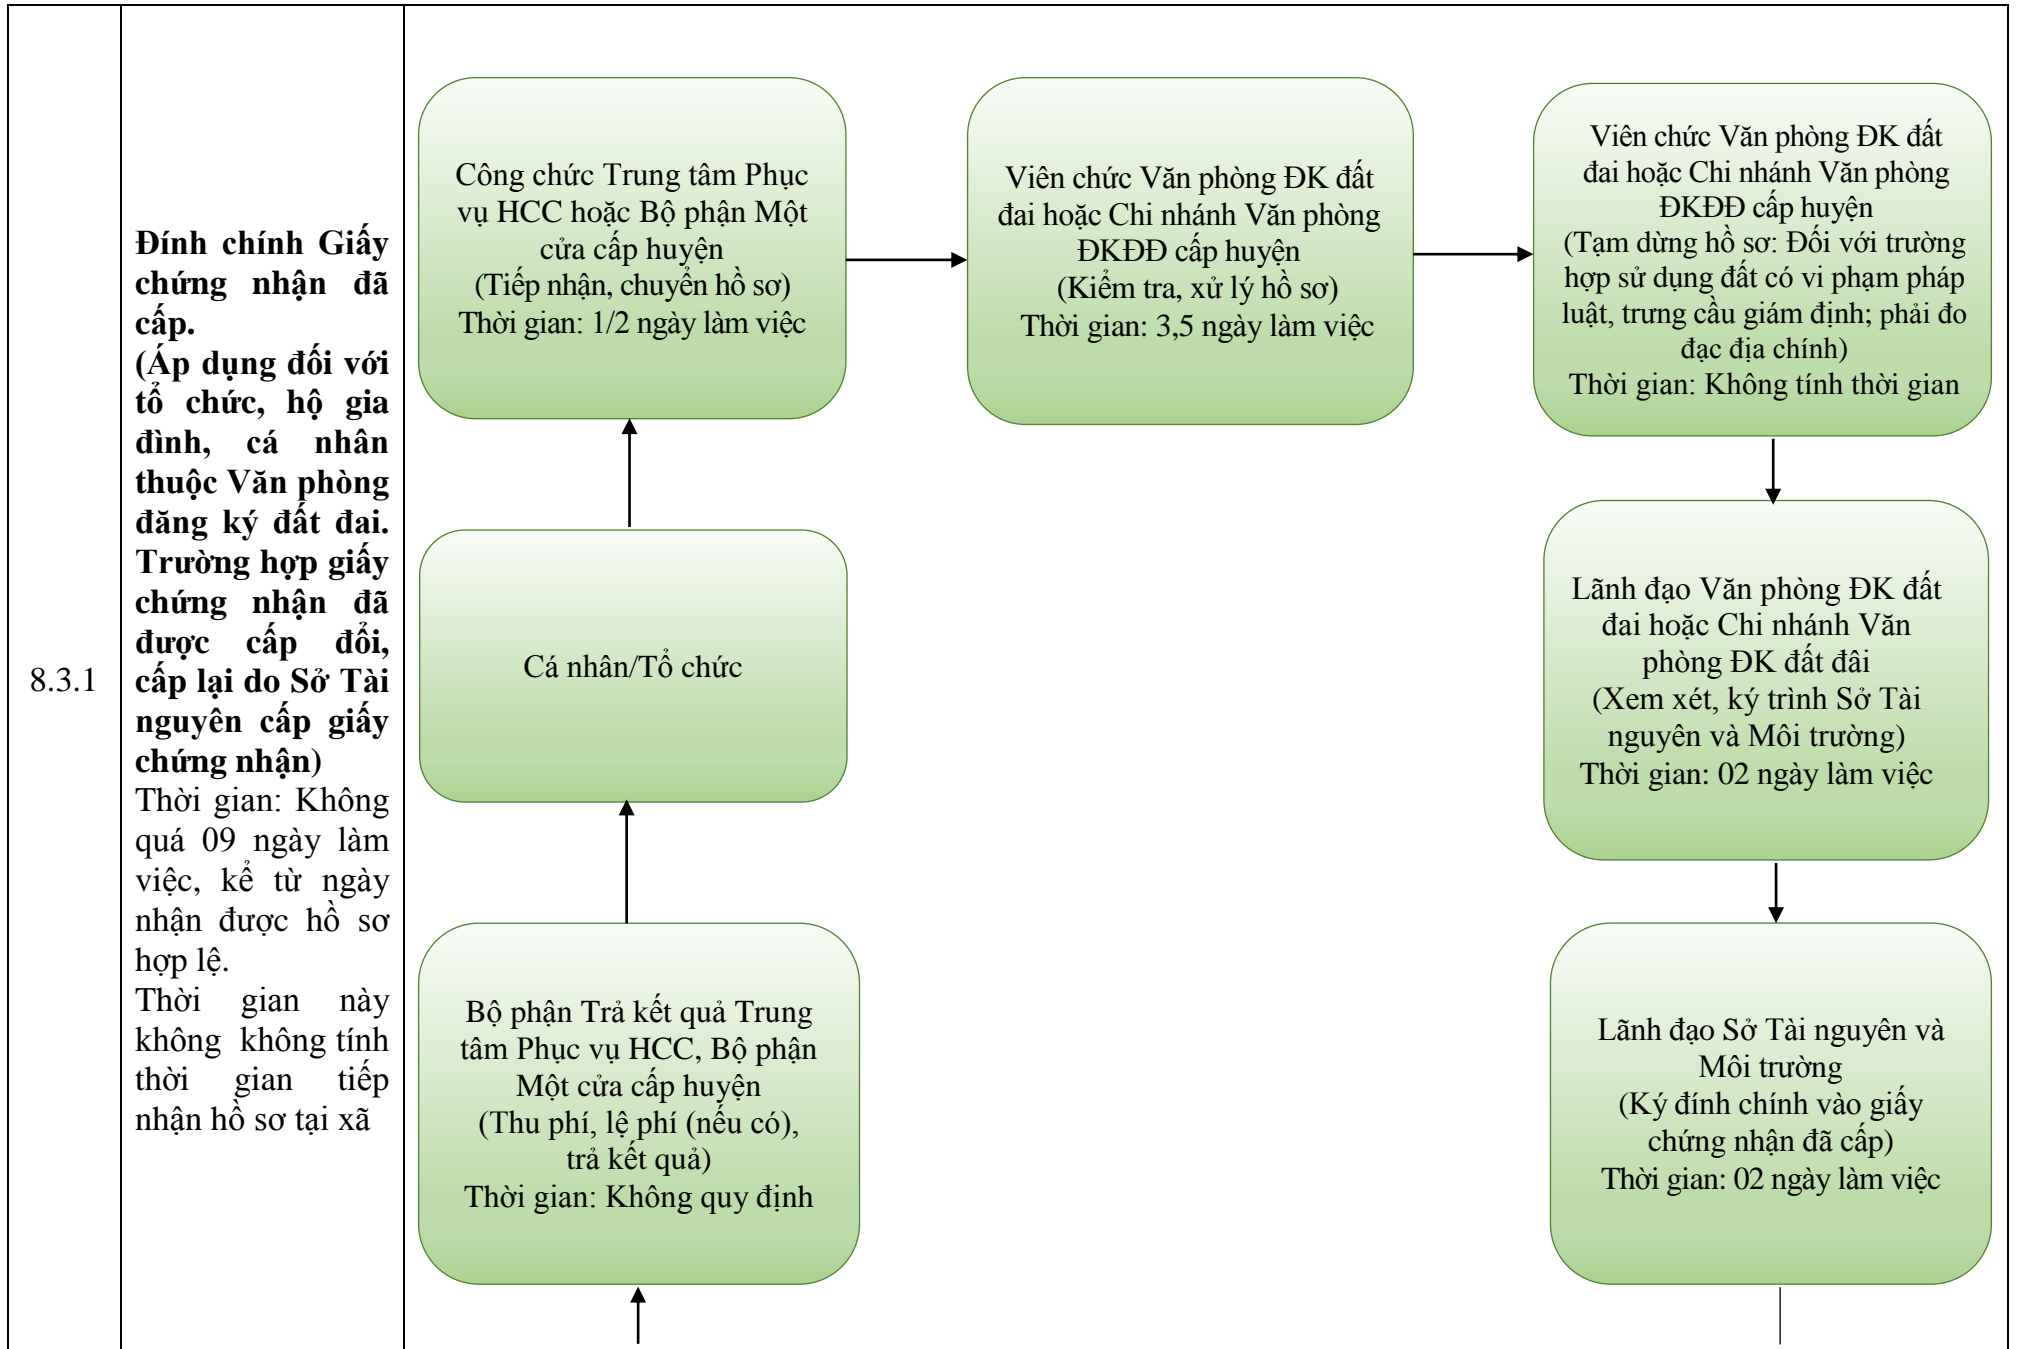 8.3.1
Đính chính Giấy
chứng nhận đã
cấp.
(Áp dụng đối với
tổ chức, hộ gia
đình, cá nhân
thuộc Văn phòng
đăng ký đất đai.
Trường hợp giấy
chứng nhận đã
được cấp đổi,
cấp lại do Sở Tài
nguyên cấp giấy
chứng nhận)
Thời gian: Không
quá 09 ngày làm
việc, kể từ ngày
nhận được hồ sơ
hợp lệ.
Thời gian này
không không tính
thời gian tiếp
nhận hồ sơ tại xã
Công chức Trung tâm Phục
vụ HCC hoặc Bộ phận Một
cửa cấp huyện
(Tiếp nhận, chuyển hồ sơ)
Thời gian: 1/2 ngày làm việc
Viên chức Văn phòng ĐK đất
đai hoặc Chi nhánh Văn phòng
ĐKĐĐ cấp huyện
(Kiểm tra, xử lý hồ sơ)
Thời gian: 3,5 ngày làm việc
Viên chức Văn phòng ĐK đất
đai hoặc Chi nhánh Văn phòng
ĐKĐĐ cấp huyện
(Tạm dừng hồ sơ: Đối với trường
hợp sử dụng đất có vi phạm pháp
luật, trưng cầu giám định; phải đo
đạc địa chính)
Thời gian: Không tính thời gian
Lãnh đạo Văn phòng ĐK đất
đai hoặc Chi nhánh Văn
phòng ĐK đất đâi
(Xem xét, ký trình Sở Tài
nguyên và Môi trường)
Thời gian: 02 ngày làm việc
Lãnh đạo Sở Tài nguyên và
Môi trường
(Ký đính chính vào giấy
chứng nhận đã cấp)
Thời gian: 02 ngày làm việc
Cá nhân/Tổ chức
Bộ phận Trả kết quả Trung
tâm Phục vụ HCC, Bộ phận
Một cửa cấp huyện
(Thu phí, lệ phí (nếu có),
trả kết quả)
Thời gian: Không quy định